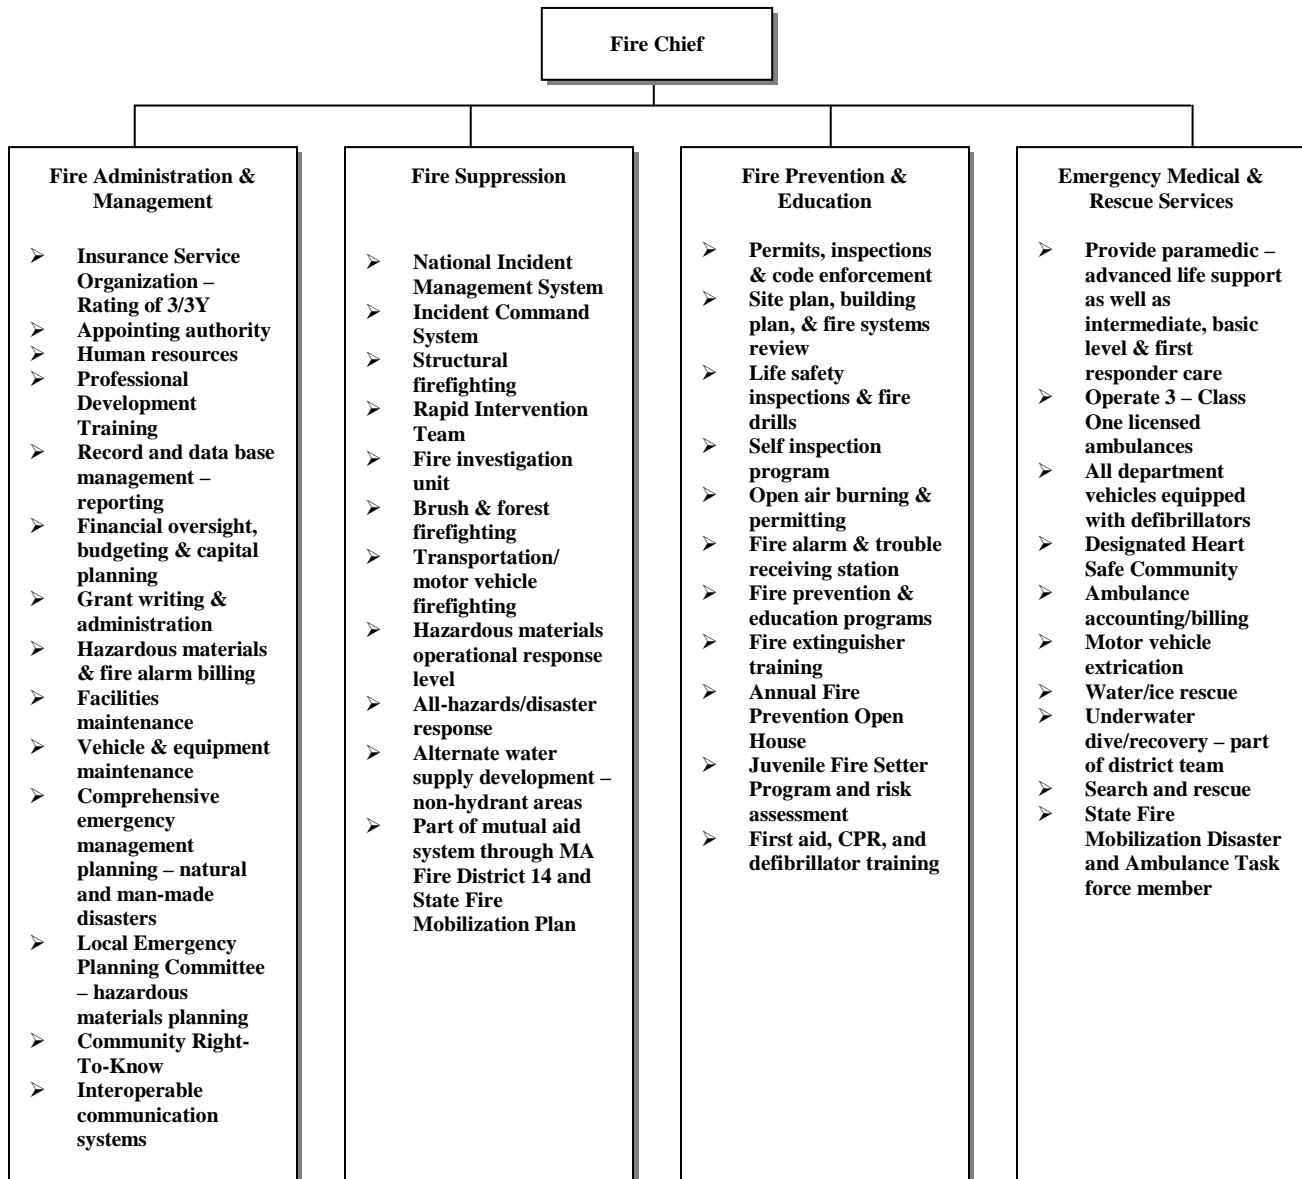 Fire Chief
Fire Administration &
Management
➢ Insurance Service
Organization –
Rating of 3/3Y
➢ Appointing authority
➢ Human resources
➢ Professional
Development
Training
➢ Record and data base
management –
reporting
➢ Financial oversight,
budgeting & capital
planning
➢ Grant writing &
administration
➢ Hazardous materials
& fire alarm billing
➢ Facilities
maintenance
➢ Vehicle & equipment
maintenance
➢ Comprehensive
emergency
management
planning – natural
and man-made
disasters
➢ Local Emergency
Planning Committee
– hazardous
materials planning
➢ Community Right-
To-Know
➢ Interoperable
communication
systems
Fire Suppression
➢ National Incident
Management System
➢ Incident Command
System
➢ Structural
firefighting
➢ Rapid Intervention
Team
➢ Fire investigation
unit
➢ Brush & forest
firefighting
➢ Transportation/
motor vehicle
firefighting
➢ Hazardous materials
operational response
level
➢ All-hazards/disaster
response
➢ Alternate water
supply development –
non-hydrant areas
➢ Part of mutual aid
system through MA
Fire District 14 and
State Fire
Mobilization Plan
Fire Prevention &
Education
➢ Permits, inspections
& code enforcement
➢ Site plan, building
plan, & fire systems
review
➢ Life safety
inspections & fire
drills
➢ Self inspection
program
➢ Open air burning &
permitting
➢ Fire alarm & trouble
receiving station
➢ Fire prevention &
education programs
➢ Fire extinguisher
training
➢ Annual Fire
Prevention Open
House
➢ Juvenile Fire Setter
Program and risk
assessment
➢ First aid, CPR, and
defibrillator training
Emergency Medical &
Rescue Services
➢ Provide paramedic –
advanced life support
as well as
intermediate, basic
level & first
responder care
➢ Operate 3 – Class
One licensed
ambulances
➢ All department
vehicles equipped
with defibrillators
➢ Designated Heart
Safe Community
➢ Ambulance
accounting/billing
➢ Motor vehicle
extrication
➢ Water/ice rescue
➢ Underwater
dive/recovery – part
of district team
➢ Search and rescue
➢ State Fire
Mobilization Disaster
and Ambulance Task
force member